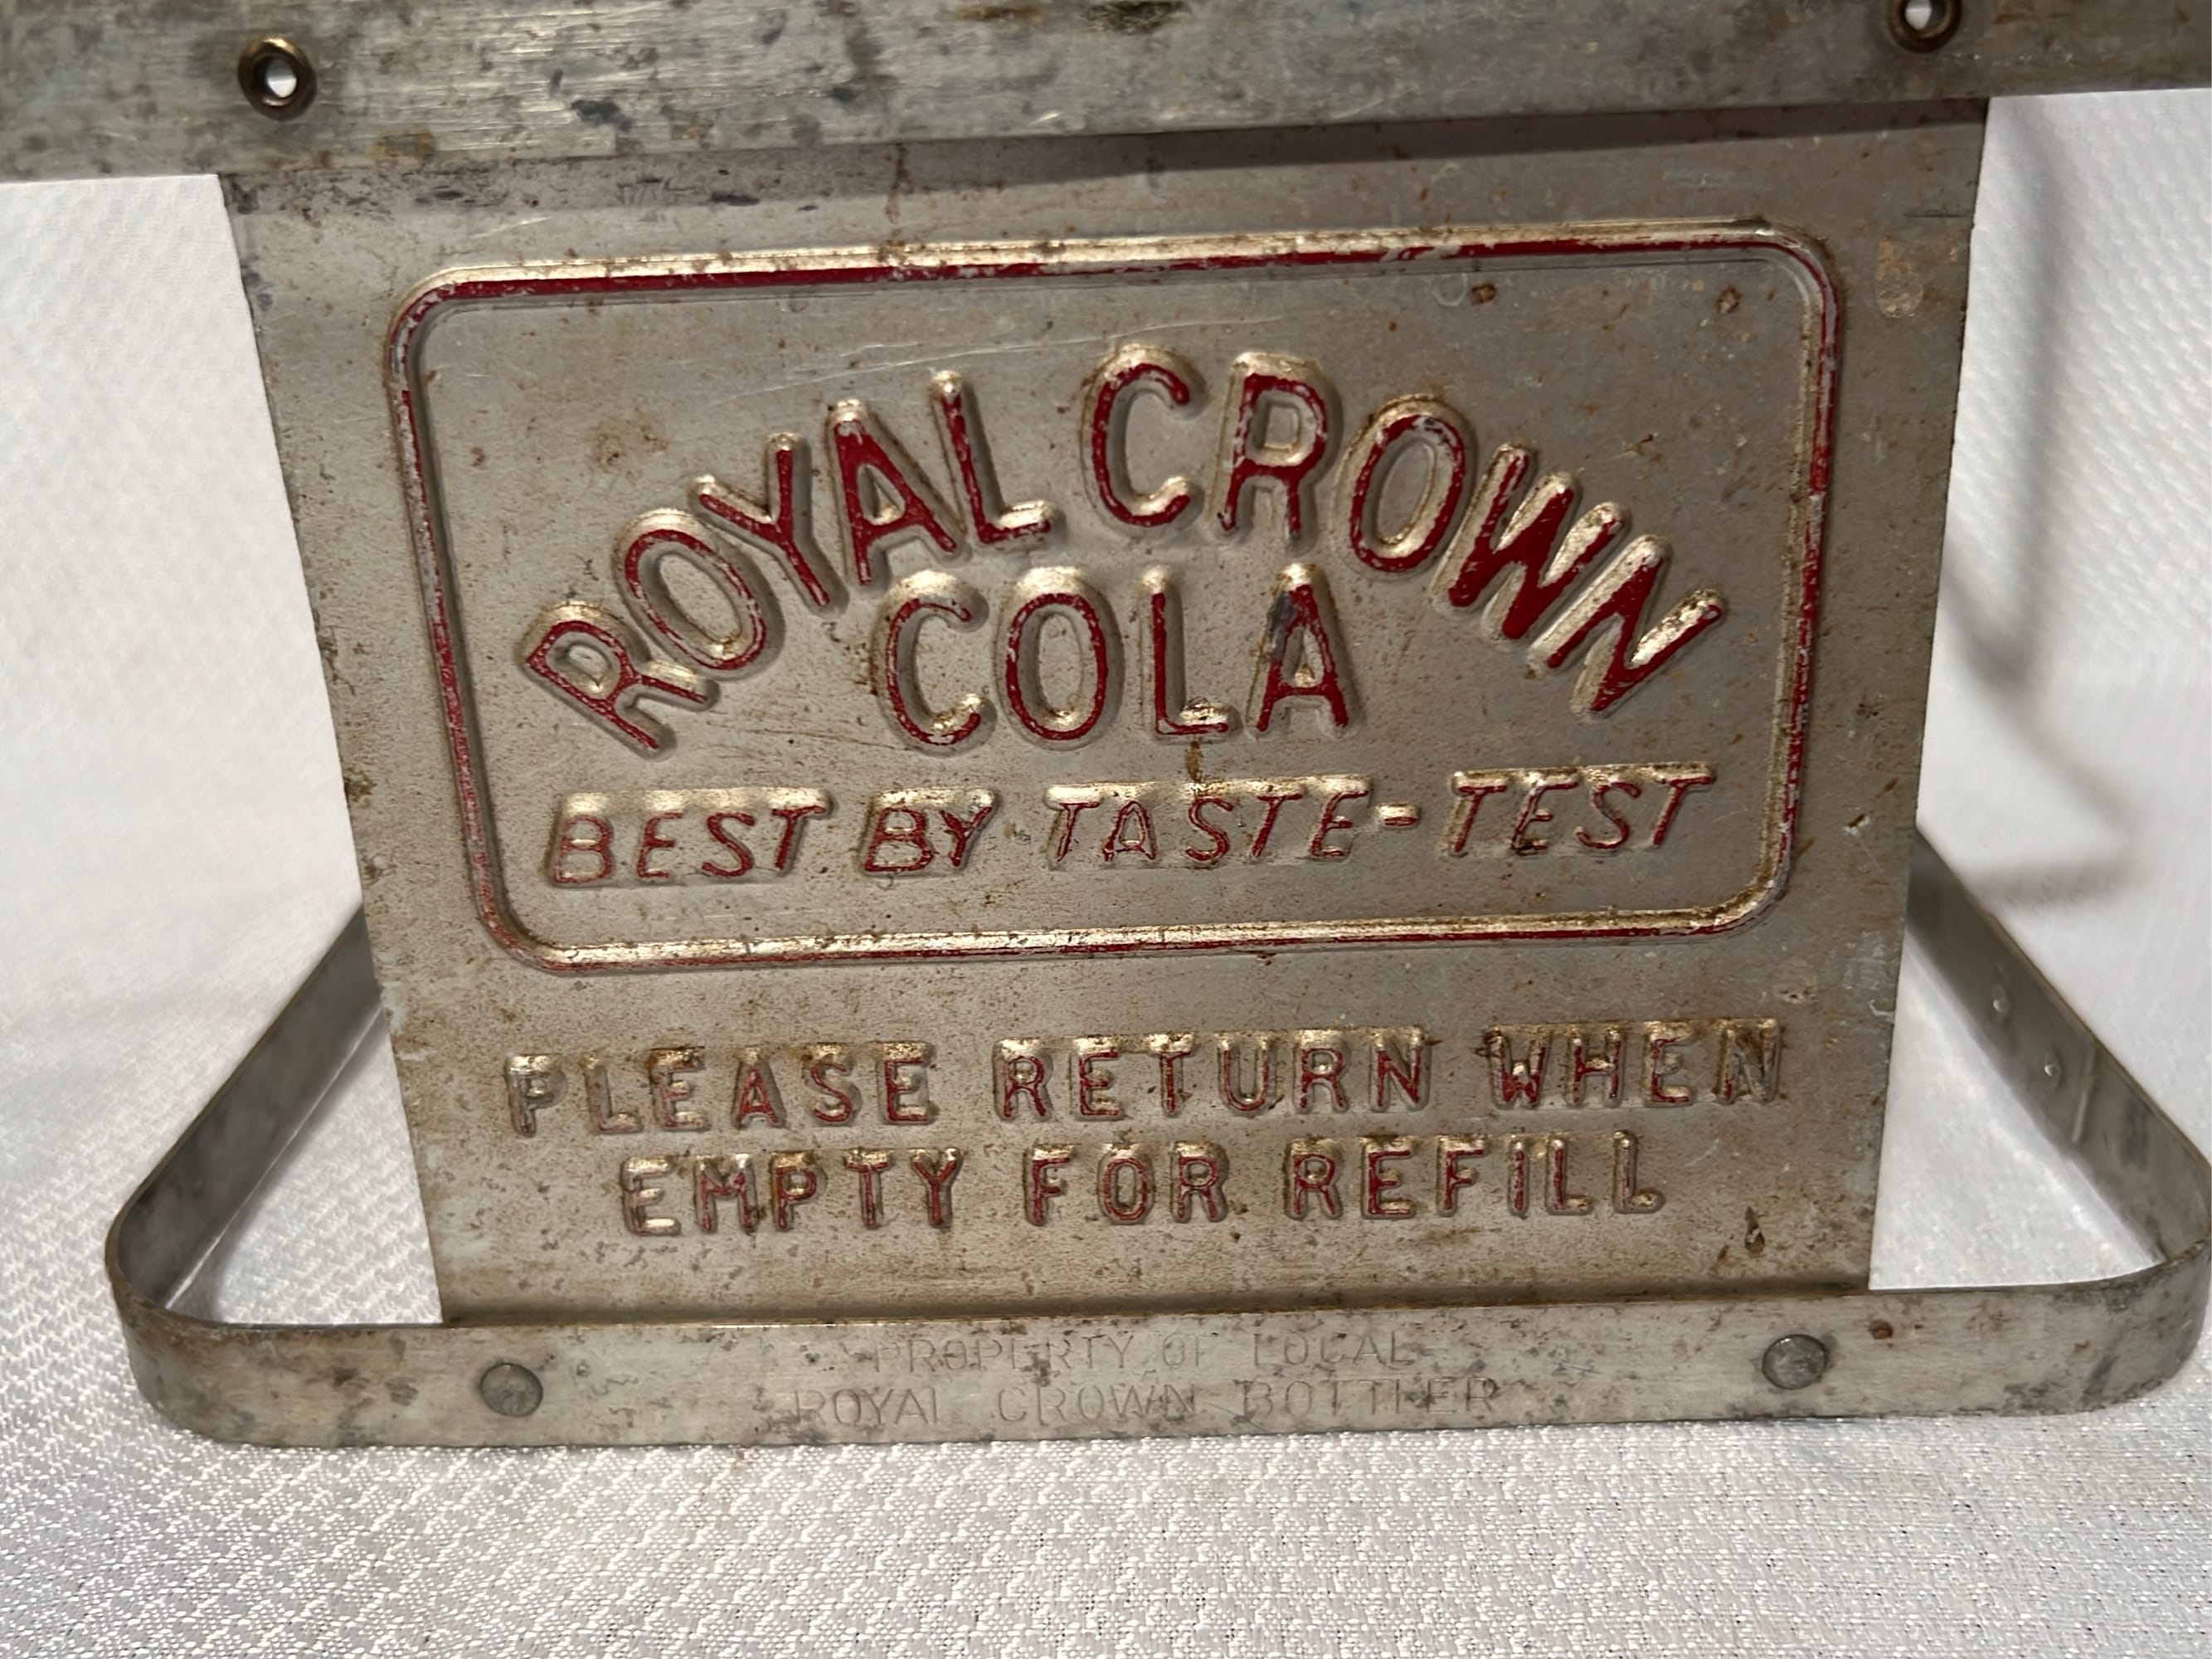 ROYAL CROWN
COLA
BEST BY TASTE-TEST
PLEASE RETURN WHEN
EMPTY FOR REFILL
PROPERTY OF LOCAL
ROYAL CROWN BOTTLER